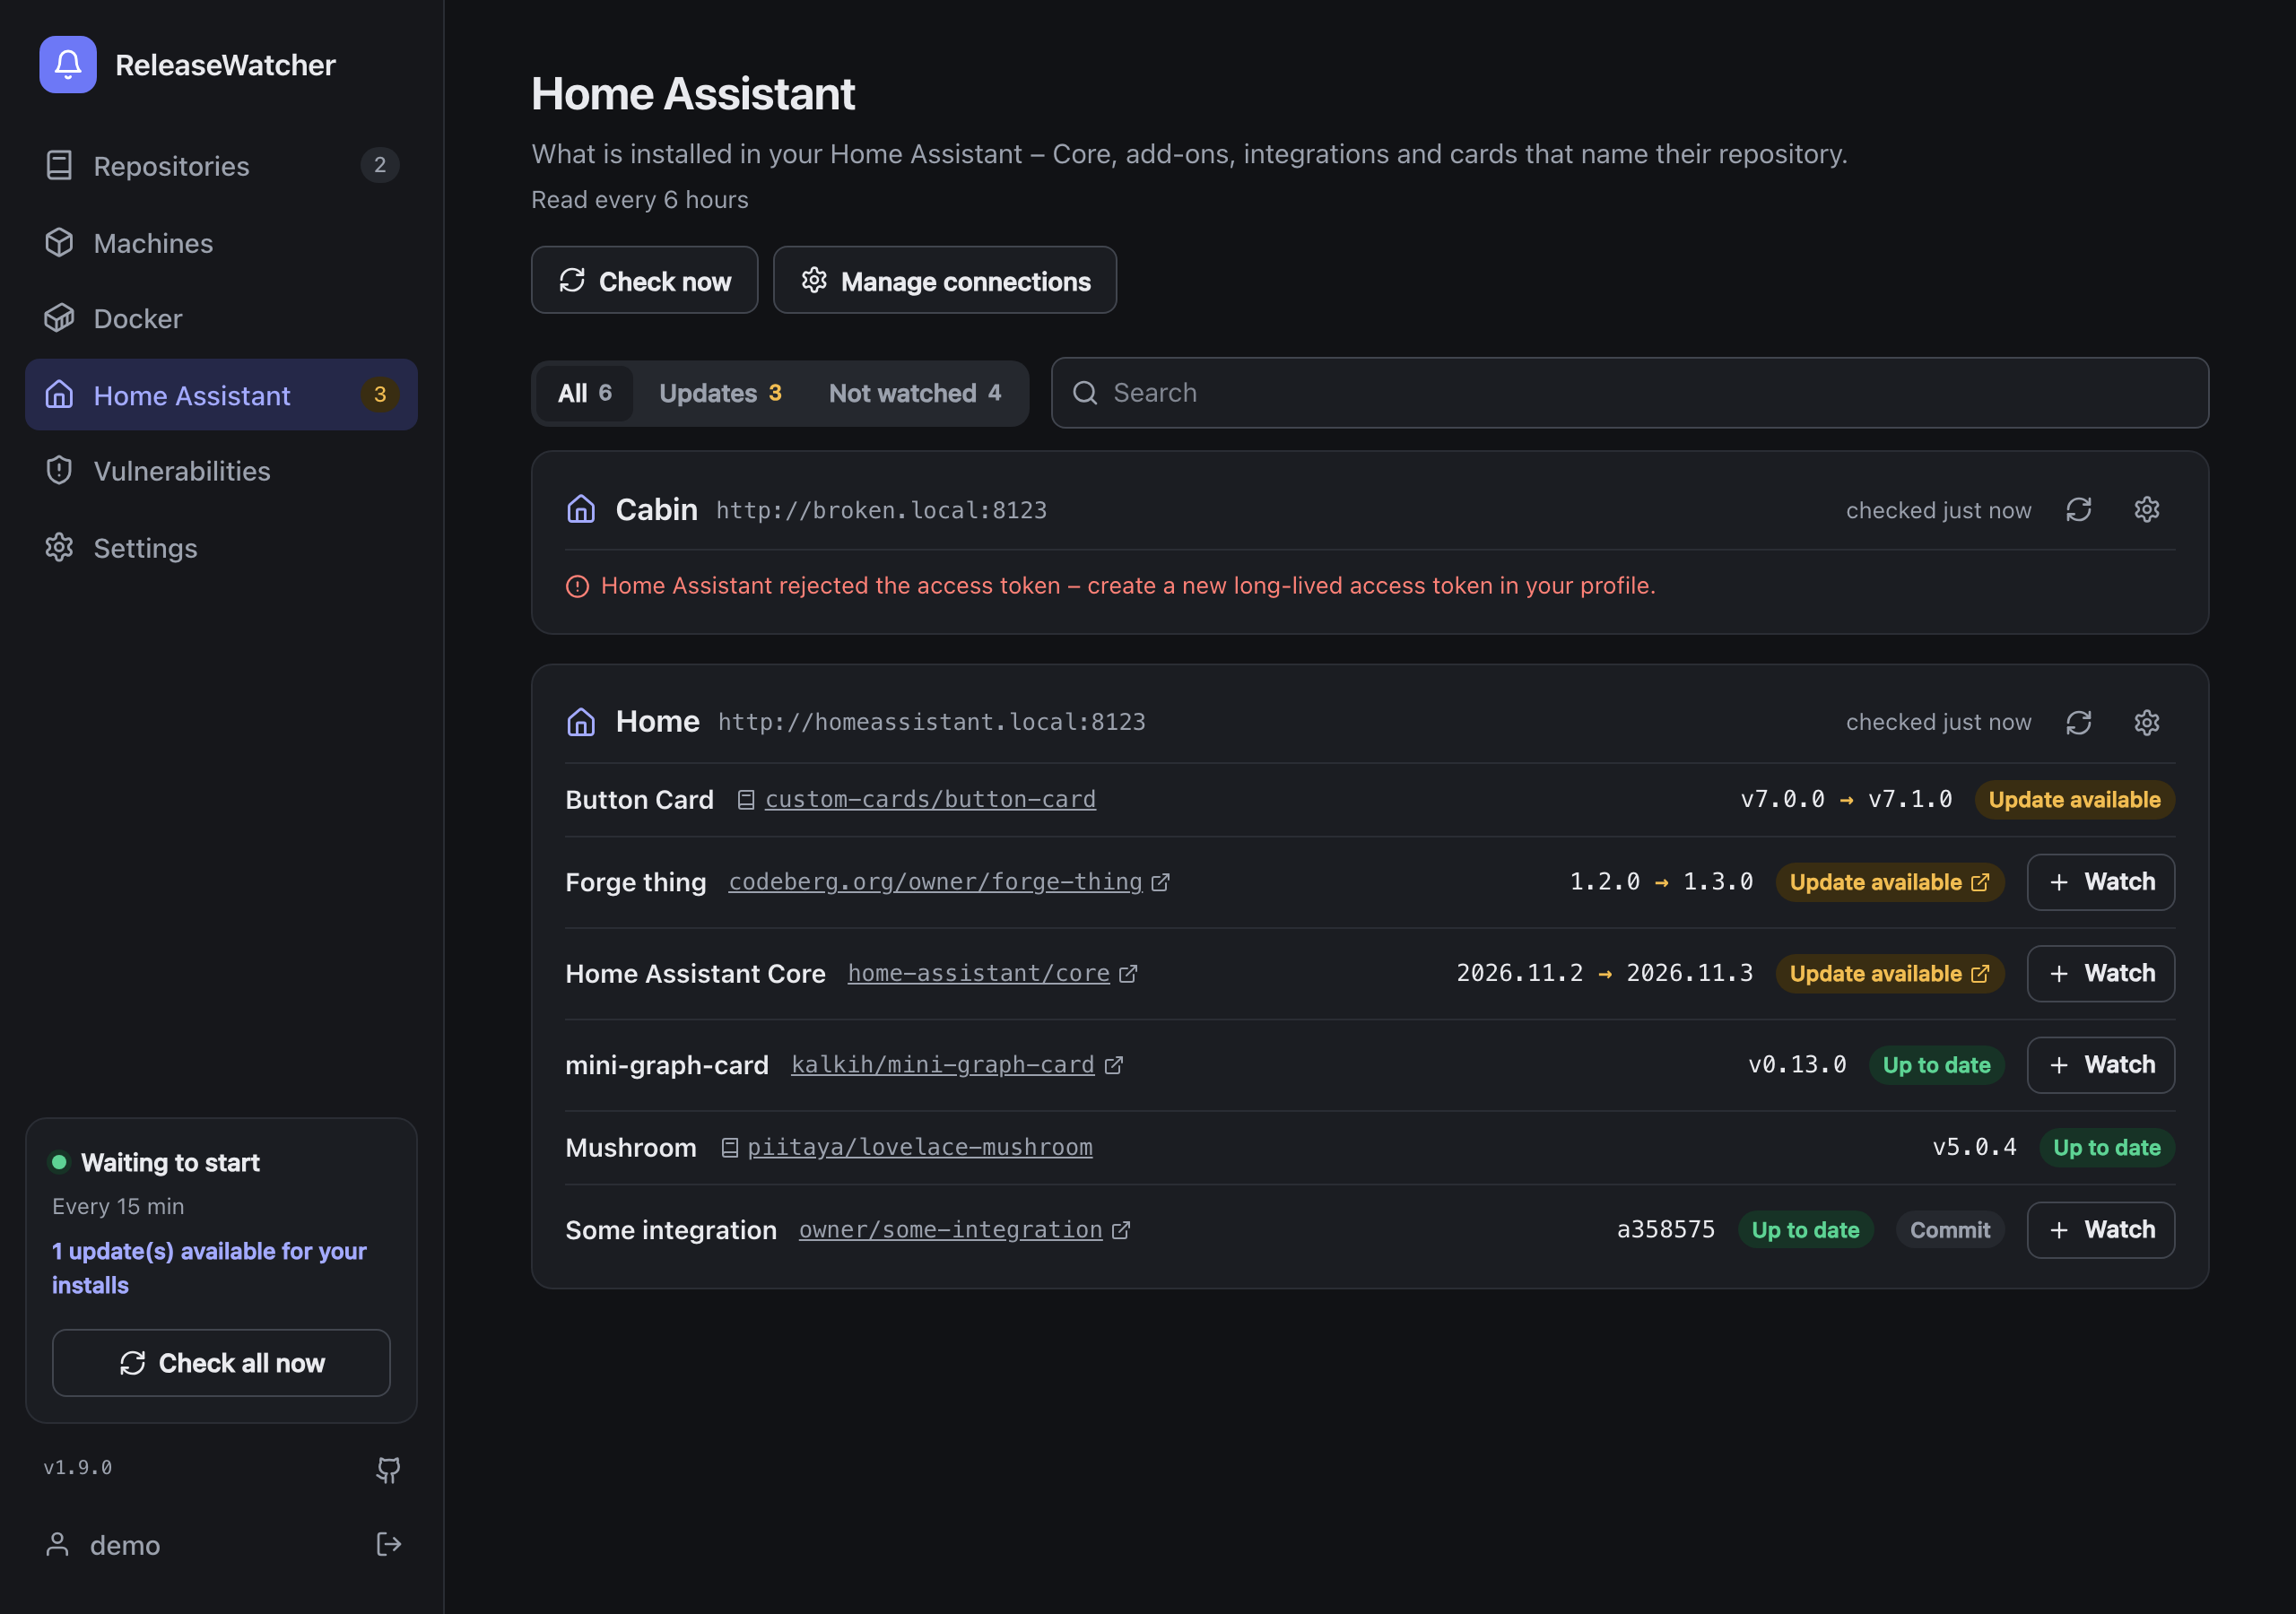 ReleaseWatcher
Repositories 2
Machines
Docker
Home Assistant 3
Vulnerabilities
Settings
Waiting to start
Every 15 min
1 update(s) available for your
installs
Check all now
v1.9.0
demo
Home Assistant
What is installed in your Home Assistant – Core, add-ons, integrations and cards that name their repository.
Read every 6 hours
Check now Manage connections
All 6 Updates 3 Not watched 4 Search
Cabin http://broken.local:8123 checked just now
Home Assistant rejected the access token – create a new long-lived access token in your profile.
Home http://homeassistant.local:8123 checked just now
Button Card custom-cards/button-card v7.0.0 → v7.1.0 Update available
Forge thing codeberg.org/owner/forge-thing 1.2.0 → 1.3.0 Update available + Watch
Home Assistant Core home-assistant/core 2026.11.2 → 2026.11.3 Update available + Watch
mini-graph-card kalkih/mini-graph-card v0.13.0 Up to date + Watch
Mushroom piitaya/lovelace-mushroom v5.0.4 Up to date
Some integration owner/some-integration a358575 Up to date Commit + Watch